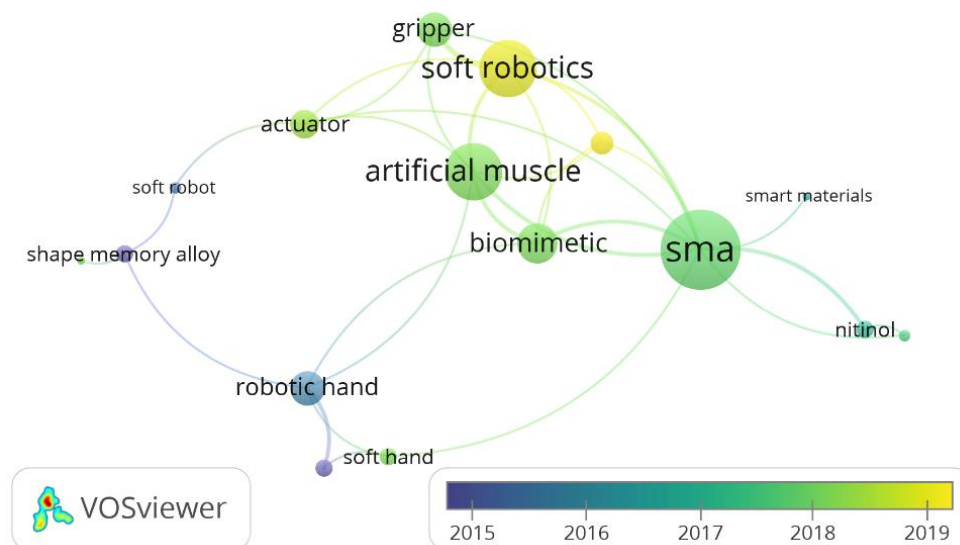 gripper
soft robotics
actuator
artificial muscle
soft robot
smart materials
biomimetic
sma
shape memory alloy
nitinol
robotic hand
soft hand
VOSviewer
2015
2016
2017
2018
2019